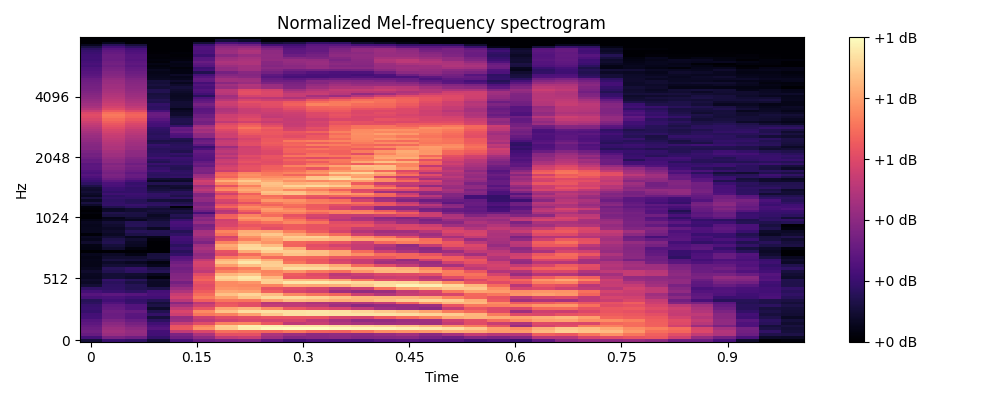 Normalized Mel-frequency spectrogram
Hz
4096
2048
1024
512
0
0 0.15 0.3 0.45 0.6 0.75 0.9
Time
+1 dB
+1 dB
+1 dB
+0 dB
+0 dB
+0 dB